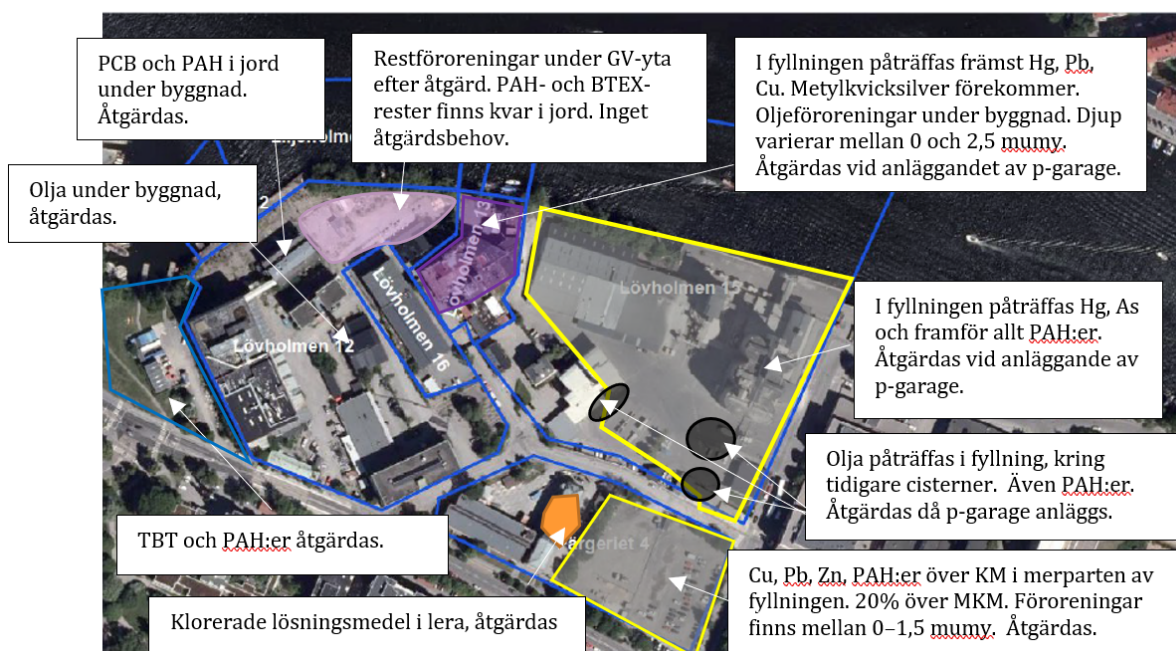 PCB och PAH i jord
under byggnad.
Åtgärdas.
Restföroreningar under GV-yta
efter åtgärd. PAH- och BTEX-
rester finns kvar i jord. Inget
åtgärdsbehov.
I fyllningen påträffas främst Hg, Pb,
Cu. Metylkvicksilver förekommer.
Oljeföroreningar under byggnad. Djup
varierar mellan 0 och 2,5 mumy.
Åtgärdas vid anläggandet av p-garage.
Olja under byggnad,
åtgärdas.
2
Lövholmen 13
Lövholmen 15
Lövholmen 12
Lövholmen 16
I fyllningen påträffas Hg, As
och framför allt PAH:er.
Åtgärdas vid anläggande av
p-garage.
Olja påträffas i fyllning, kring
tidigare cisterner. Även PAH:er.
Åtgärdas då p-garage anläggs.
TBT och PAH:er åtgärdas.
ärgeriet 4
Klorerade lösningsmedel i lera, åtgärdas
Cu, Pb, Zn, PAH:er över KM i merparten av
fyllningen. 20% över MKM. Föroreningar
finns mellan 0–1,5 mumy. Åtgärdas.